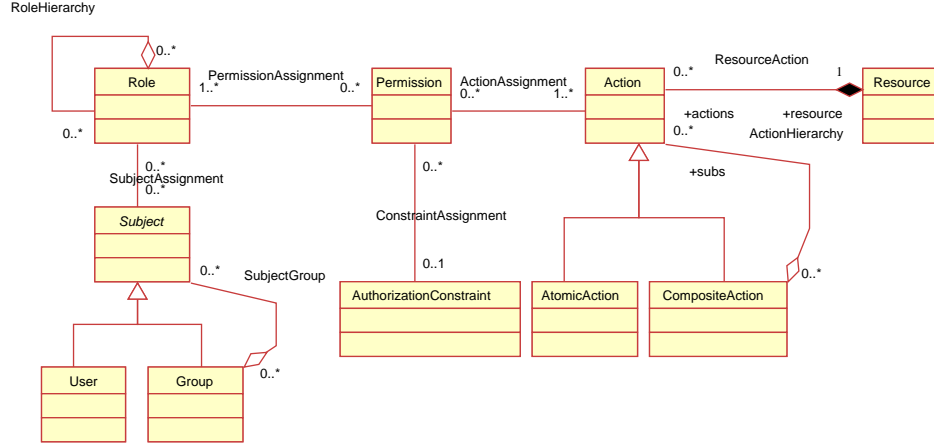 RoleHierarchy
0..*
Role
PermissionAssignment
Permission
ActionAssignment
Action
0..*
ResourceAction
1
Resource
1..*
0..*
0..*
1..*
+actions
+resource
0..*
0..*
ActionHierarchy
0..*
0..*
SubjectAssignment
0..*
+subs
Subject
ConstraintAssignment
0..*
SubjectGroup
0..1
0..*
AuthorizationConstraint
AtomicAction
CompositeAction
User
Group
0..*